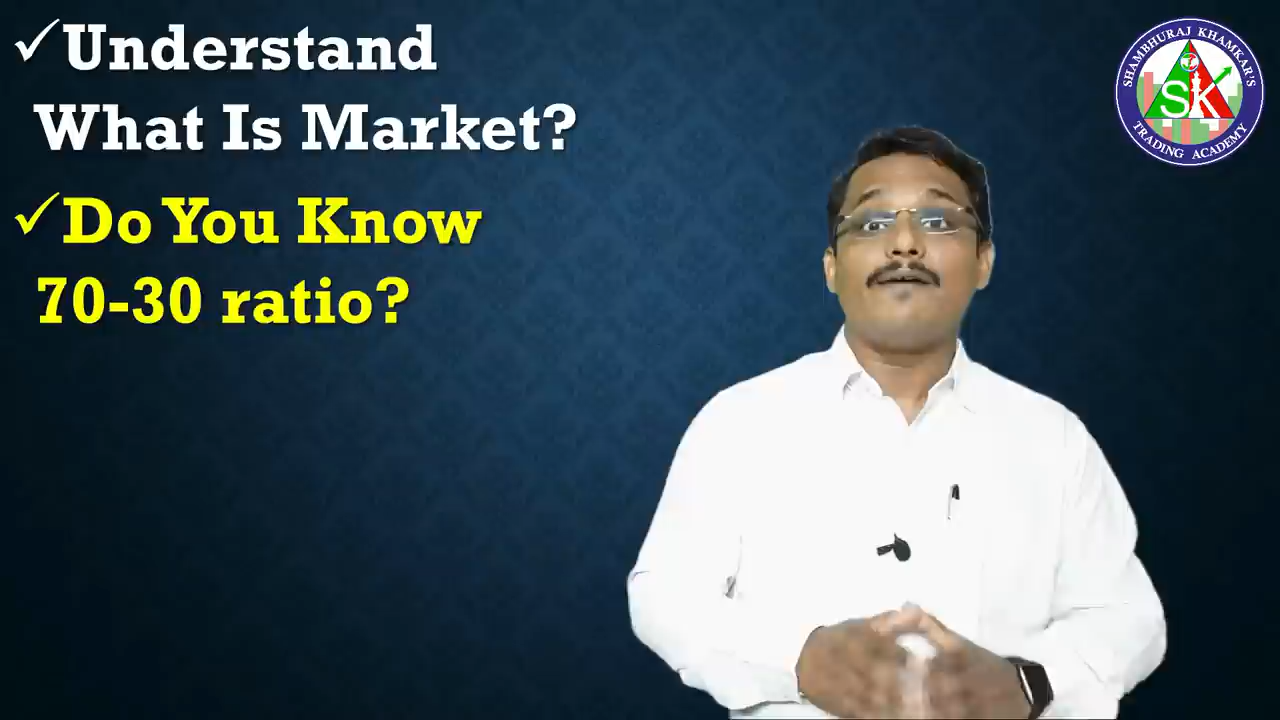 ✓Understand
What Is Market?
✓Do You Know
70-30 ratio?
SHAMBHURAJ KHAMKAR'S
SK
TRADING ACADEMY